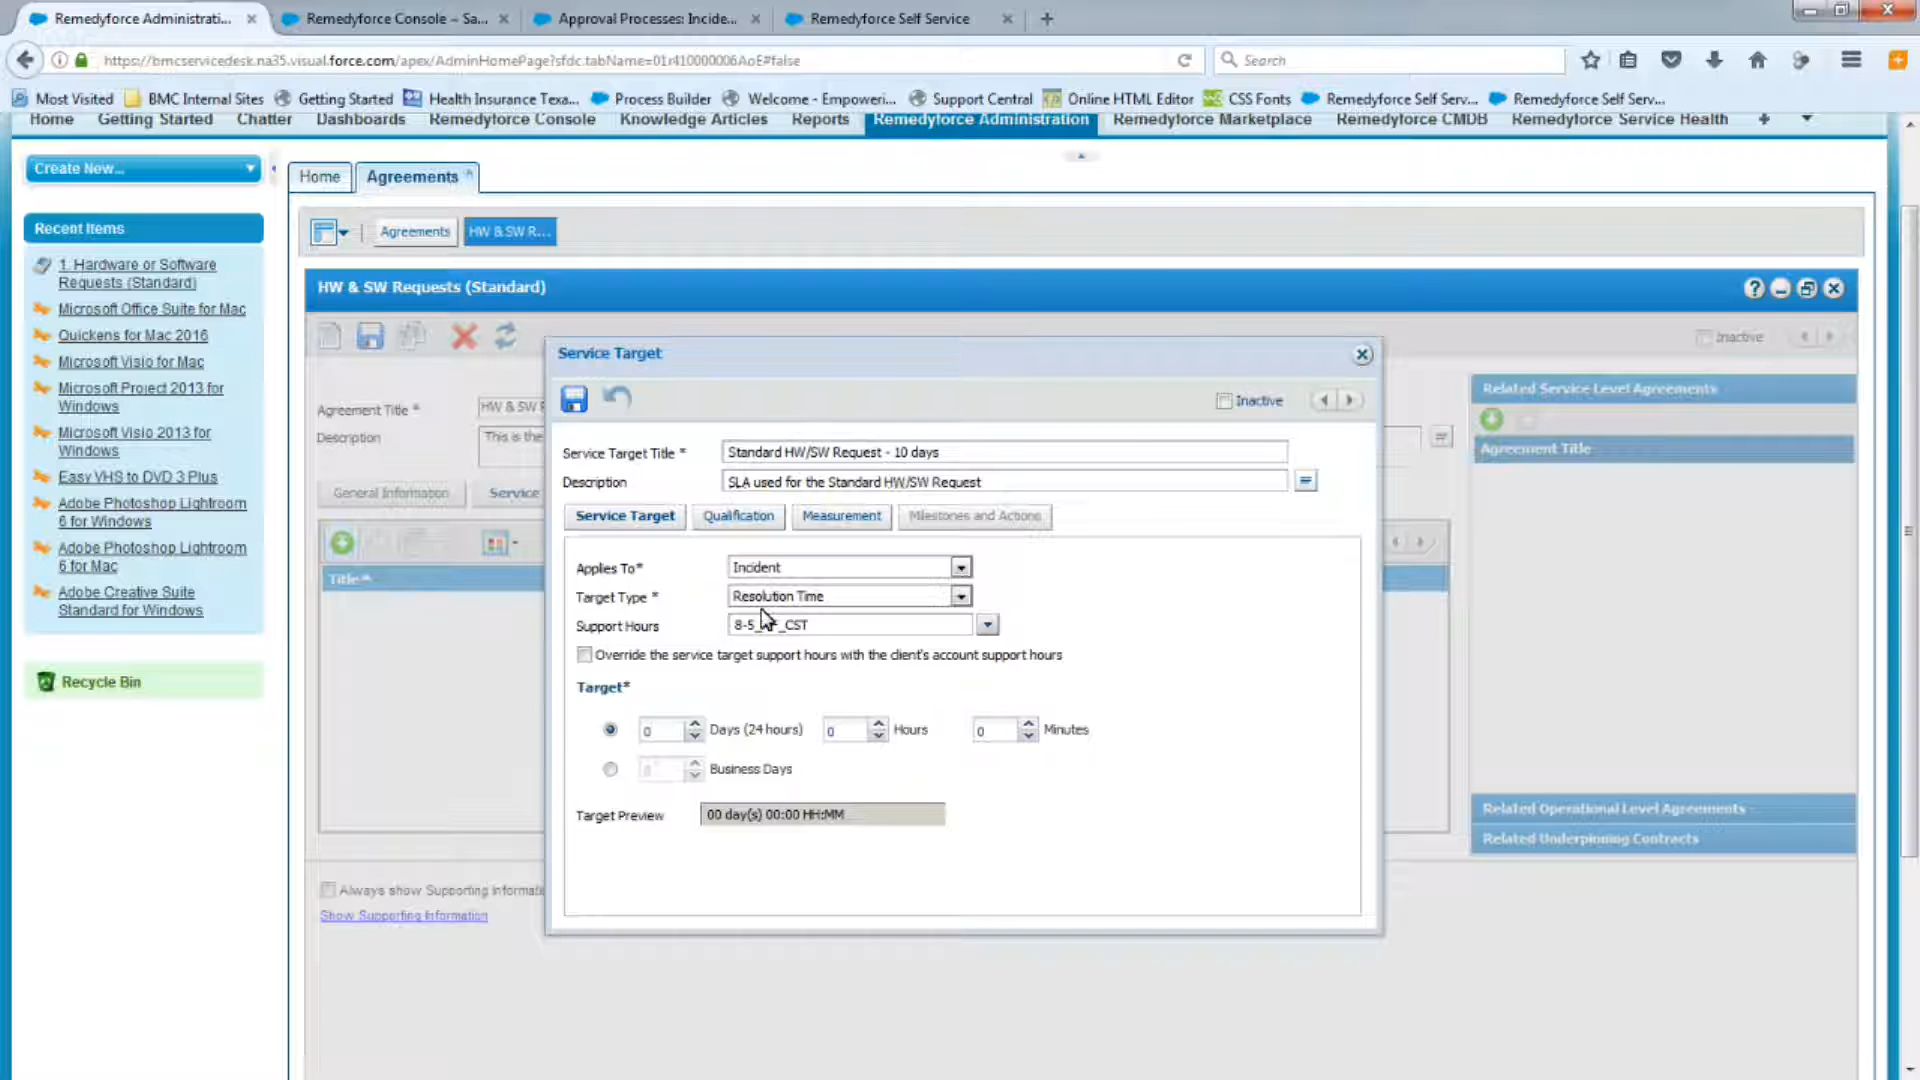 Remedyforce Administrati...
Remedyforce Console – Sa...
Approval Processes: Incide...
Remedyforce Self Service
https://bmcservicedesk.na35.visual.force.com/apex/AdminHomePage?sfdc.tabName=01r410000006AoE#false
Search
Most Visited
BMC Internal Sites
Getting Started
Health Insurance Texa...
Process Builder
Welcome - Empoweri...
Support Central
Online HTML Editor
CSS Fonts
Remedyforce Self Serv...
Remedyforce Self Serv...
Home
Getting Started
Chatter
Dashboards
Remedyforce Console
Knowledge Articles
Reports
Remedyforce Administration
Remedyforce Marketplace
Remedyforce CMDB
Remedyforce Service Health
Create New...
Home
Agreements
Recent Items
Agreements
HW & SW R...
1. Hardware or Software
Requests (Standard)
Microsoft Office Suite for Mac
Quickens for Mac 2016
Microsoft Visio for Mac
Microsoft Project 2013 for
Windows
Microsoft Visio 2013 for
Windows
Easy VHS to DVD 3 Plus
Adobe Photoshop Lightroom
6 for Windows
Adobe Photoshop Lightroom
6 for Mac
Adobe Creative Suite
Standard for Windows
Recycle Bin
HW & SW Requests (Standard)
Inactive
Agreement Title *
HW & SW
Description
This is the
General Information
Service
Title
Always show Supporting Informati
Show Supporting Information
Service Target
Inactive
Service Target Title *
Standard HW/SW Request - 10 days
Description
SLA used for the Standard HW/SW Request
Service Target
Qualification
Measurement
Milestones and Actions
Applies To*
Incident
Target Type *
Resolution Time
Support Hours
8-5_ _CST
Override the service target support hours with the client's account support hours
Target*
0
Days (24 hours)
0
Hours
0
Minutes
Business Days
Target Preview
00 day(s) 00:00 HH:MM
Related Service Level Agreements
Agreement Title
Related Operational Level Agreements
Related Underpinning Contracts